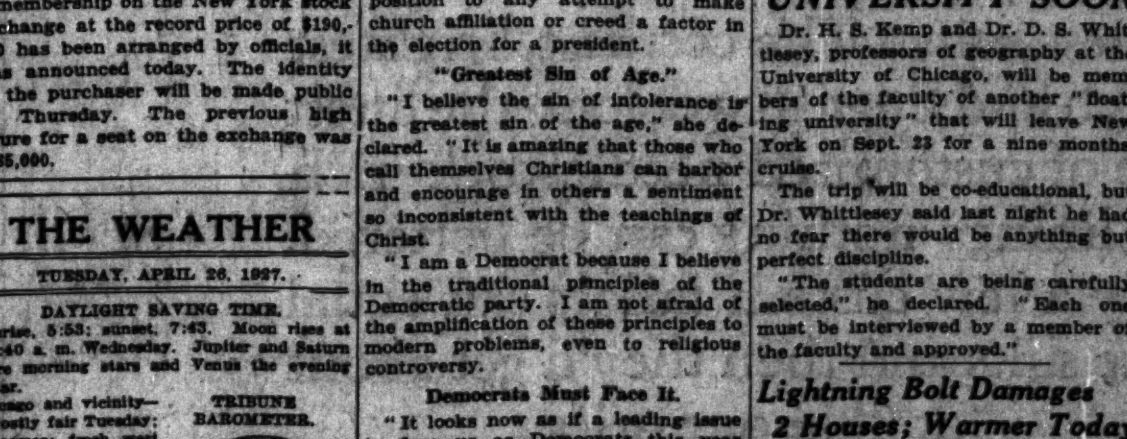 membership on the New York stock
change at the record price of $190,-
0 has been arranged by officials, it
s announced today. The identity
the purchaser will be made public
Thursday. The previous high
ure for a seat on the exchange was
85,000.
THE WEATHER
TUESDAY, APRIL 26, 1927.
DAYLIGHT SAVING TIME.
rise, 5:53; sunset, 7:43. Moon rises at
:40 a. m. Wednesday. Jupiter and Saturn
re morning stars and Venus the evening
ar.
cago and vicinity—
ostly fair Tuesday;
TRIBUNE
BAROMETER.
position to any attempt to make
church affiliation or creed a factor in
the election for a president.
"Greatest Sin of Age."
"I believe the sin of intolerance is
the greatest sin of the age," she de-
clared. "It is amazing that those who
call themselves Christians can harbor
and encourage in others a sentiment
so inconsistent with the teachings of
Christ.
"I am a Democrat because I believe
in the traditional principles of the
Democratic party. I am not afraid of
the amplification of these principles to
modern problems, even to religious
controversy.
Democrats Must Face It.
"It looks now as if a leading issue
Democrats this year
UNIVERSITY SOON
Dr. H. S. Kemp and Dr. D. S. Whit
tlesey, professors of geography at the
University of Chicago, will be mem
bers of the faculty of another "float
ing university" that will leave New
York on Sept. 23 for a nine months
cruise.
The trip will be co-educational, but
Dr. Whittlesey said last night he had
no fear there would be anything but
perfect discipline.
"The students are being carefully
selected," he declared. "Each one
must be interviewed by a member of
the faculty and approved."
Lightning Bolt Damages
2 Houses; Warmer Today